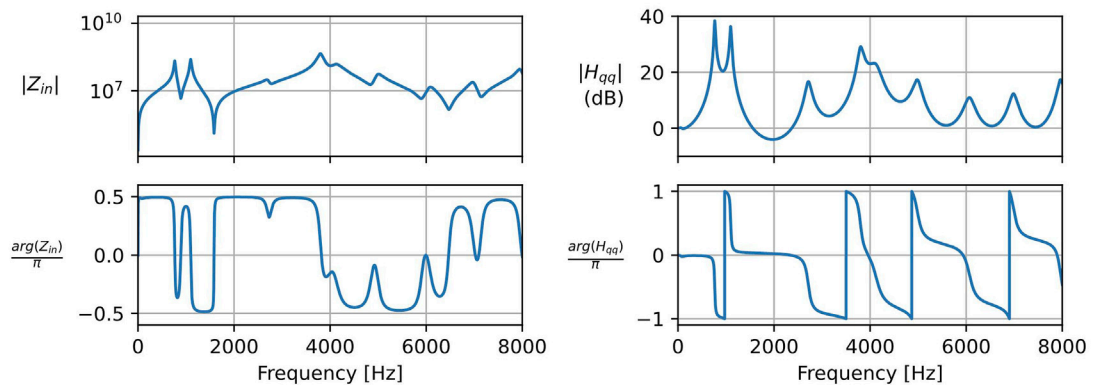 |Z_in|
10^10
10^7
arg(Z_in)/π
0.5
0.0
−0.5
0 2000 4000 6000 8000
Frequency [Hz]
|H_qq|
(dB)
40
20
0
arg(H_qq)/π
1
0
−1
0 2000 4000 6000 8000
Frequency [Hz]